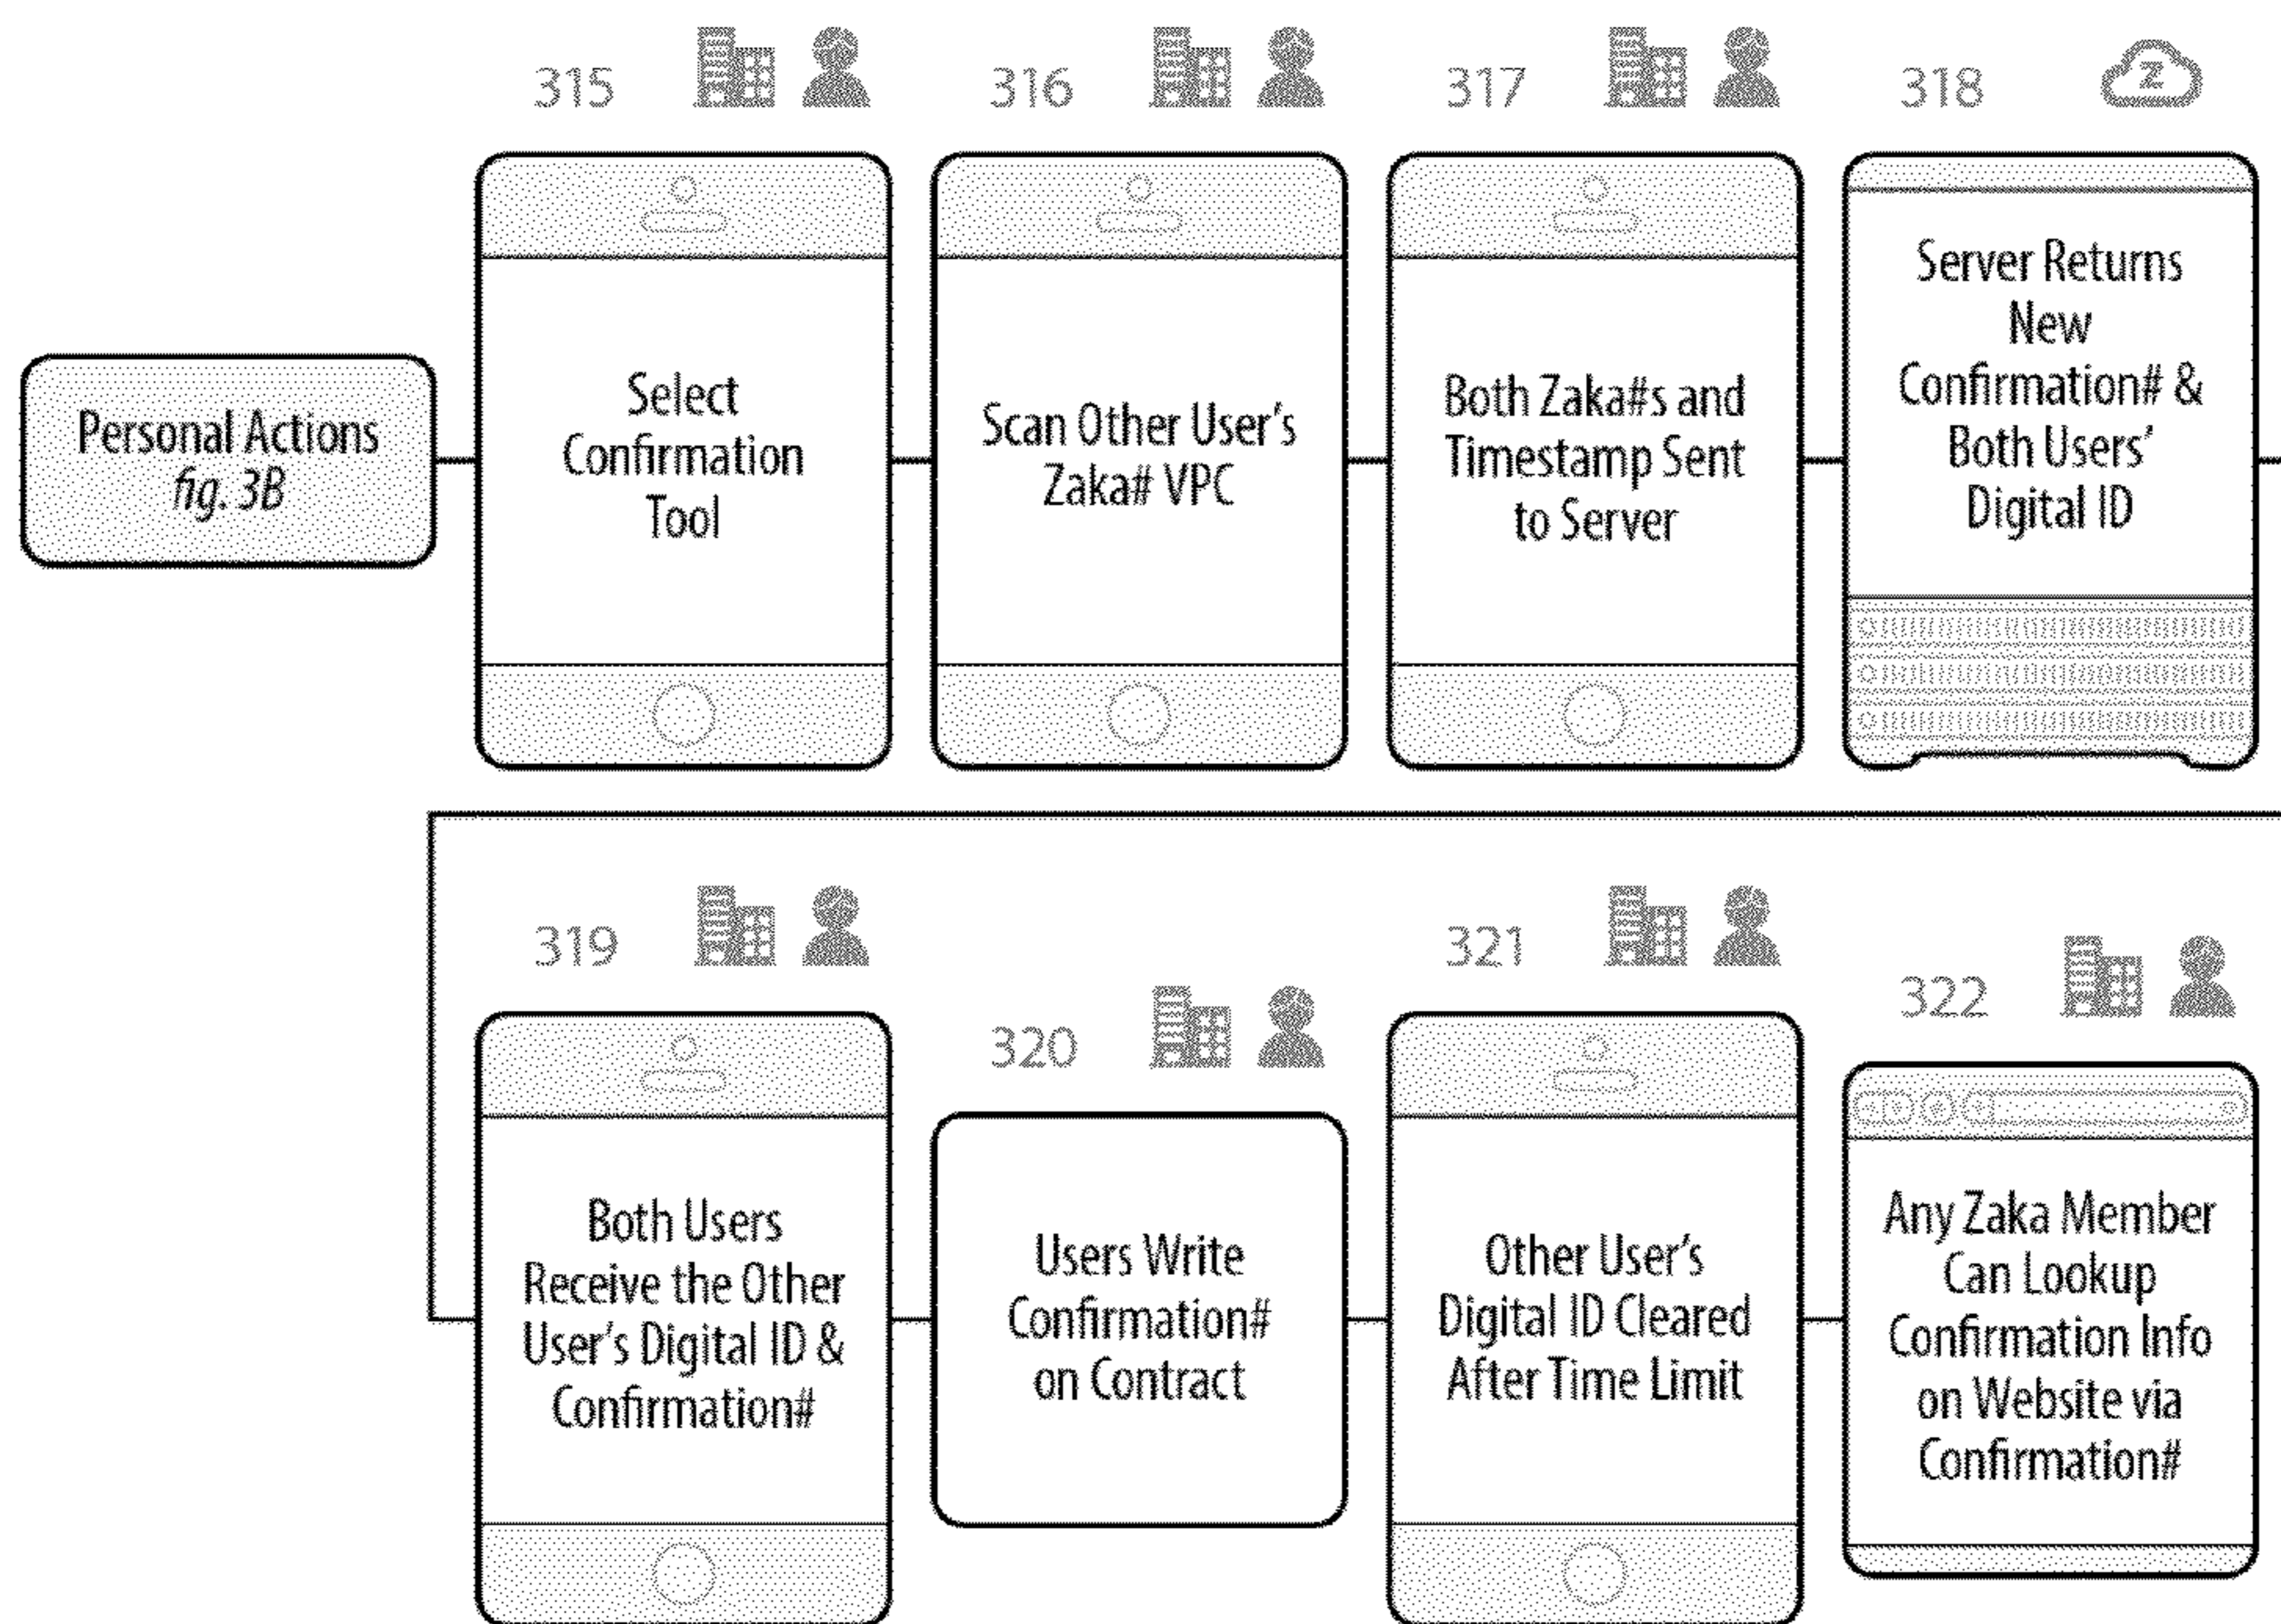 315
316
317
318
Z
Personal Actions
fig. 3B
Select
Confirmation
Tool
Scan Other User's
Zaka# VPC
Both Zaka#s and
Timestamp Sent
to Server
Server Returns
New
Confirmation# &
Both Users'
Digital ID
319
320
321
322
Both Users
Receive the Other
User's Digital ID &
Confirmation#
Users Write
Confirmation#
on Contract
Other User's
Digital ID Cleared
After Time Limit
Any Zaka Member
Can Lookup
Confirmation Info
on Website via
Confirmation#